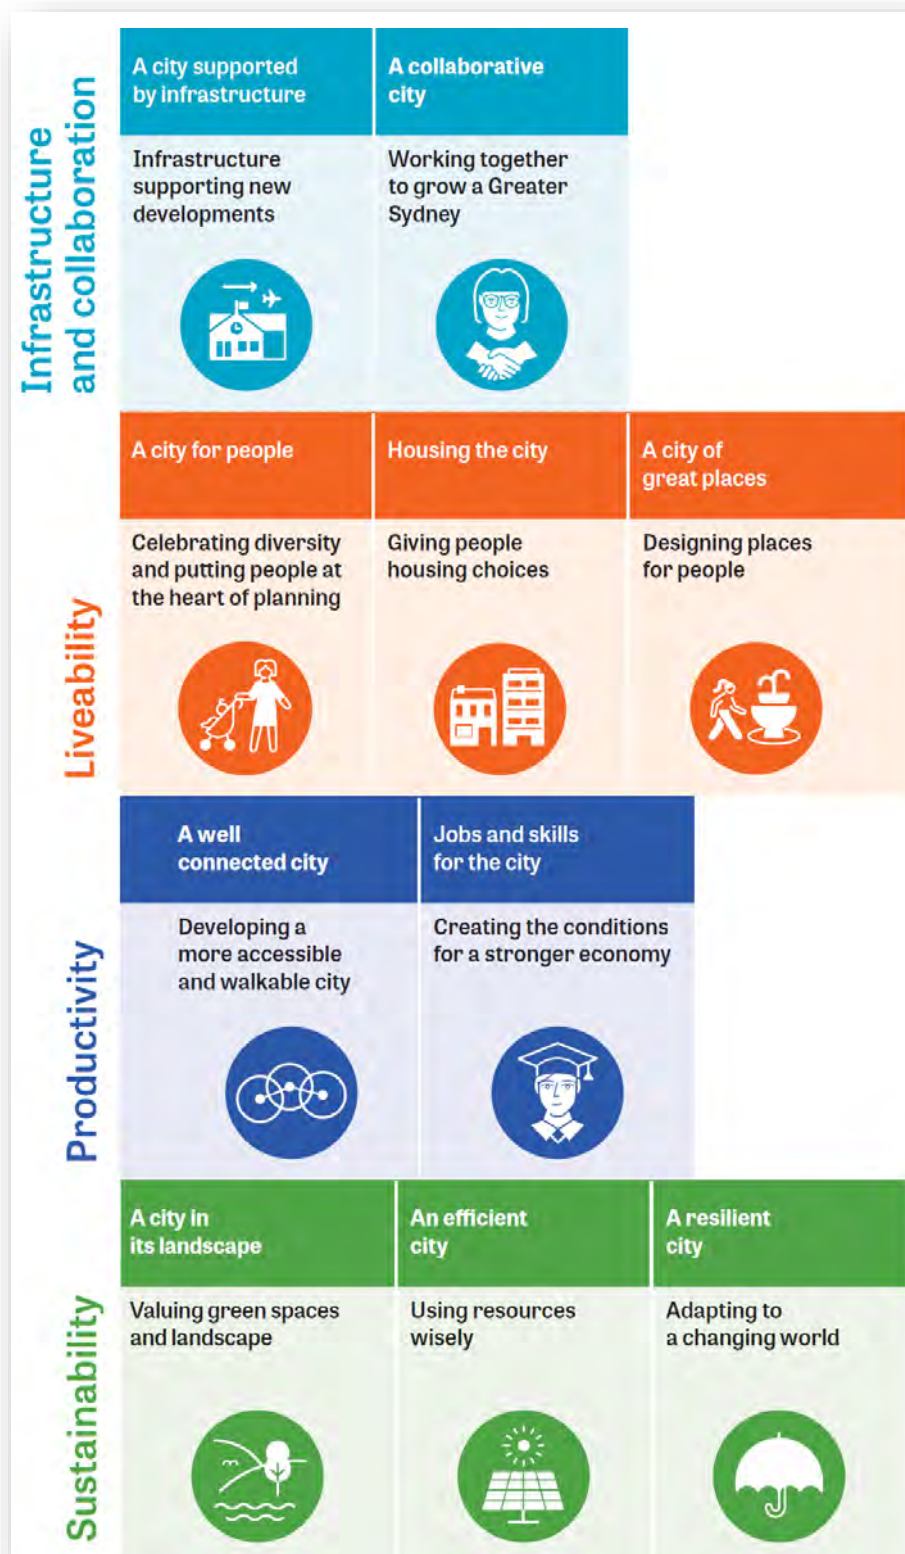 Infrastructure
and collaboration
A city supported
by infrastructure
Infrastructure
supporting new
developments
A collaborative
city
Working together
to grow a Greater
Sydney
Liveability
A city for people
Celebrating diversity
and putting people at
the heart of planning
Housing the city
Giving people
housing choices
A city of
great places
Designing places
for people
Productivity
A well
connected city
Developing a
more accessible
and walkable city
Jobs and skills
for the city
Creating the conditions
for a stronger economy
Sustainability
A city in
its landscape
Valuing green spaces
and landscape
An efficient
city
Using resources
wisely
A resilient
city
Adapting to
a changing world